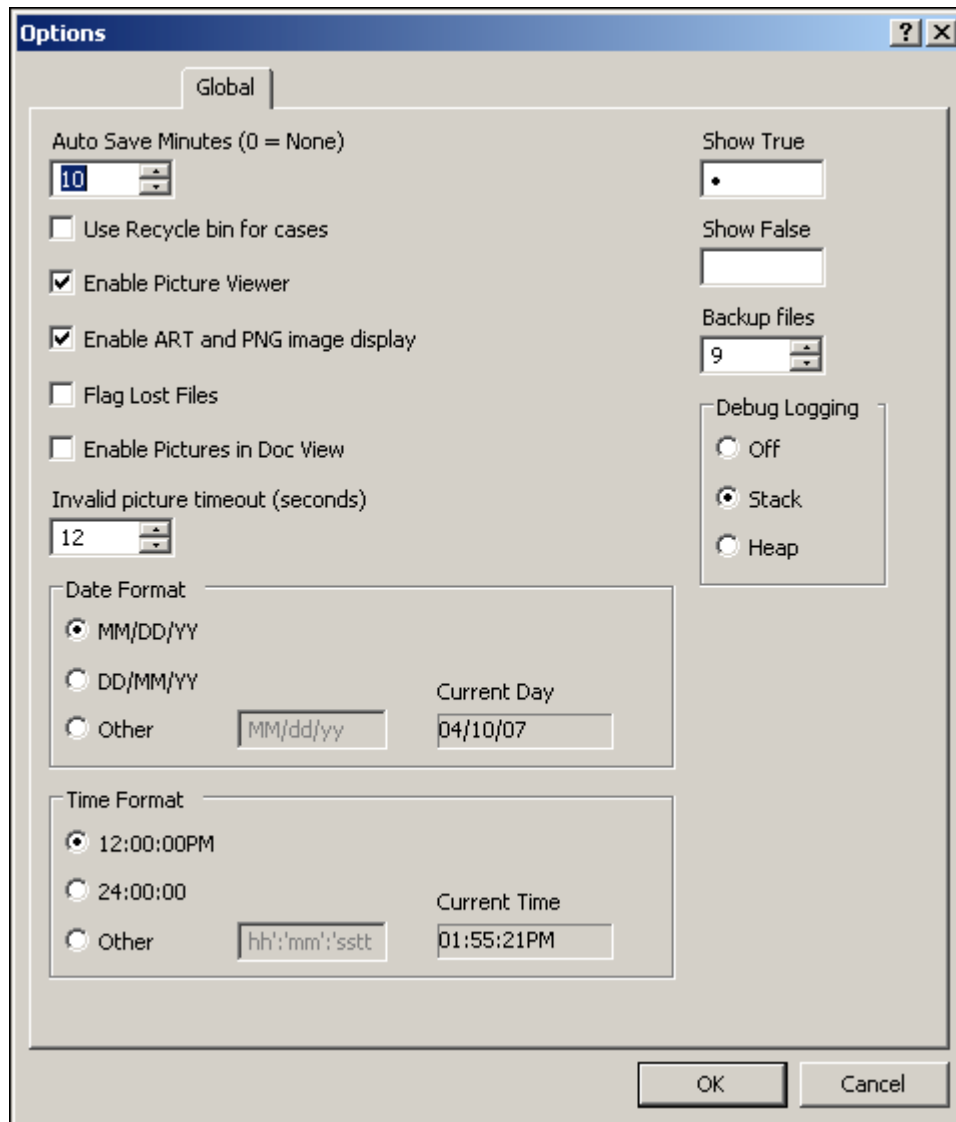 Options
Global
Auto Save Minutes (0 = None)
10
Use Recycle bin for cases
Enable Picture Viewer
Enable ART and PNG image display
Flag Lost Files
Enable Pictures in Doc View
Invalid picture timeout (seconds)
12
Show True
•
Show False
Backup files
9
Debug Logging
Off
Stack
Heap
Date Format
MM/DD/YY
DD/MM/YY
Other MM/dd/yy
Current Day
04/10/07
Time Format
12:00:00PM
24:00:00
Other hh':'mm':'sstt
Current Time
01:55:21PM
OK Cancel